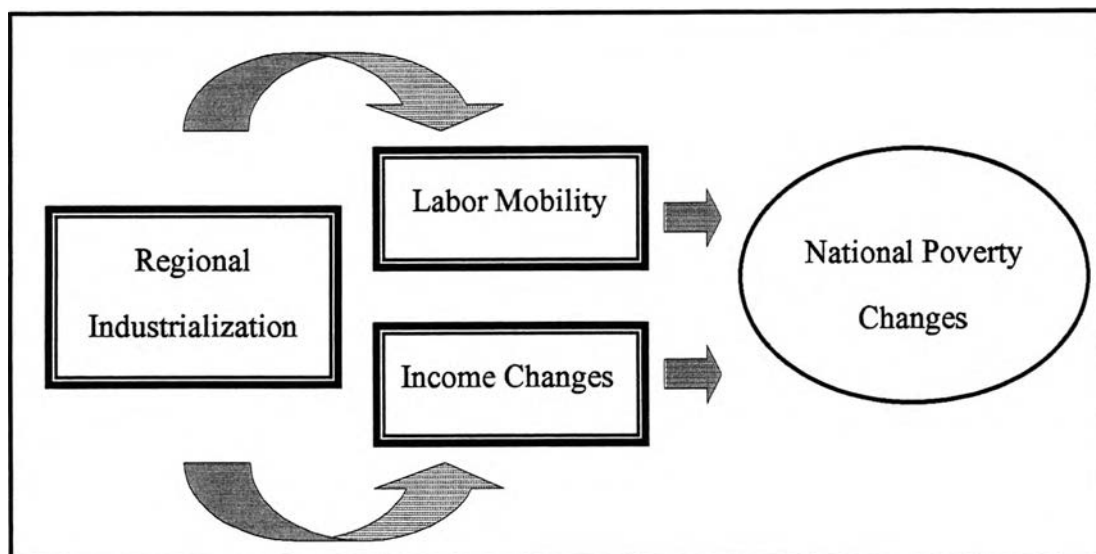 Regional
Industrialization
Labor Mobility
Income Changes
National Poverty
Changes